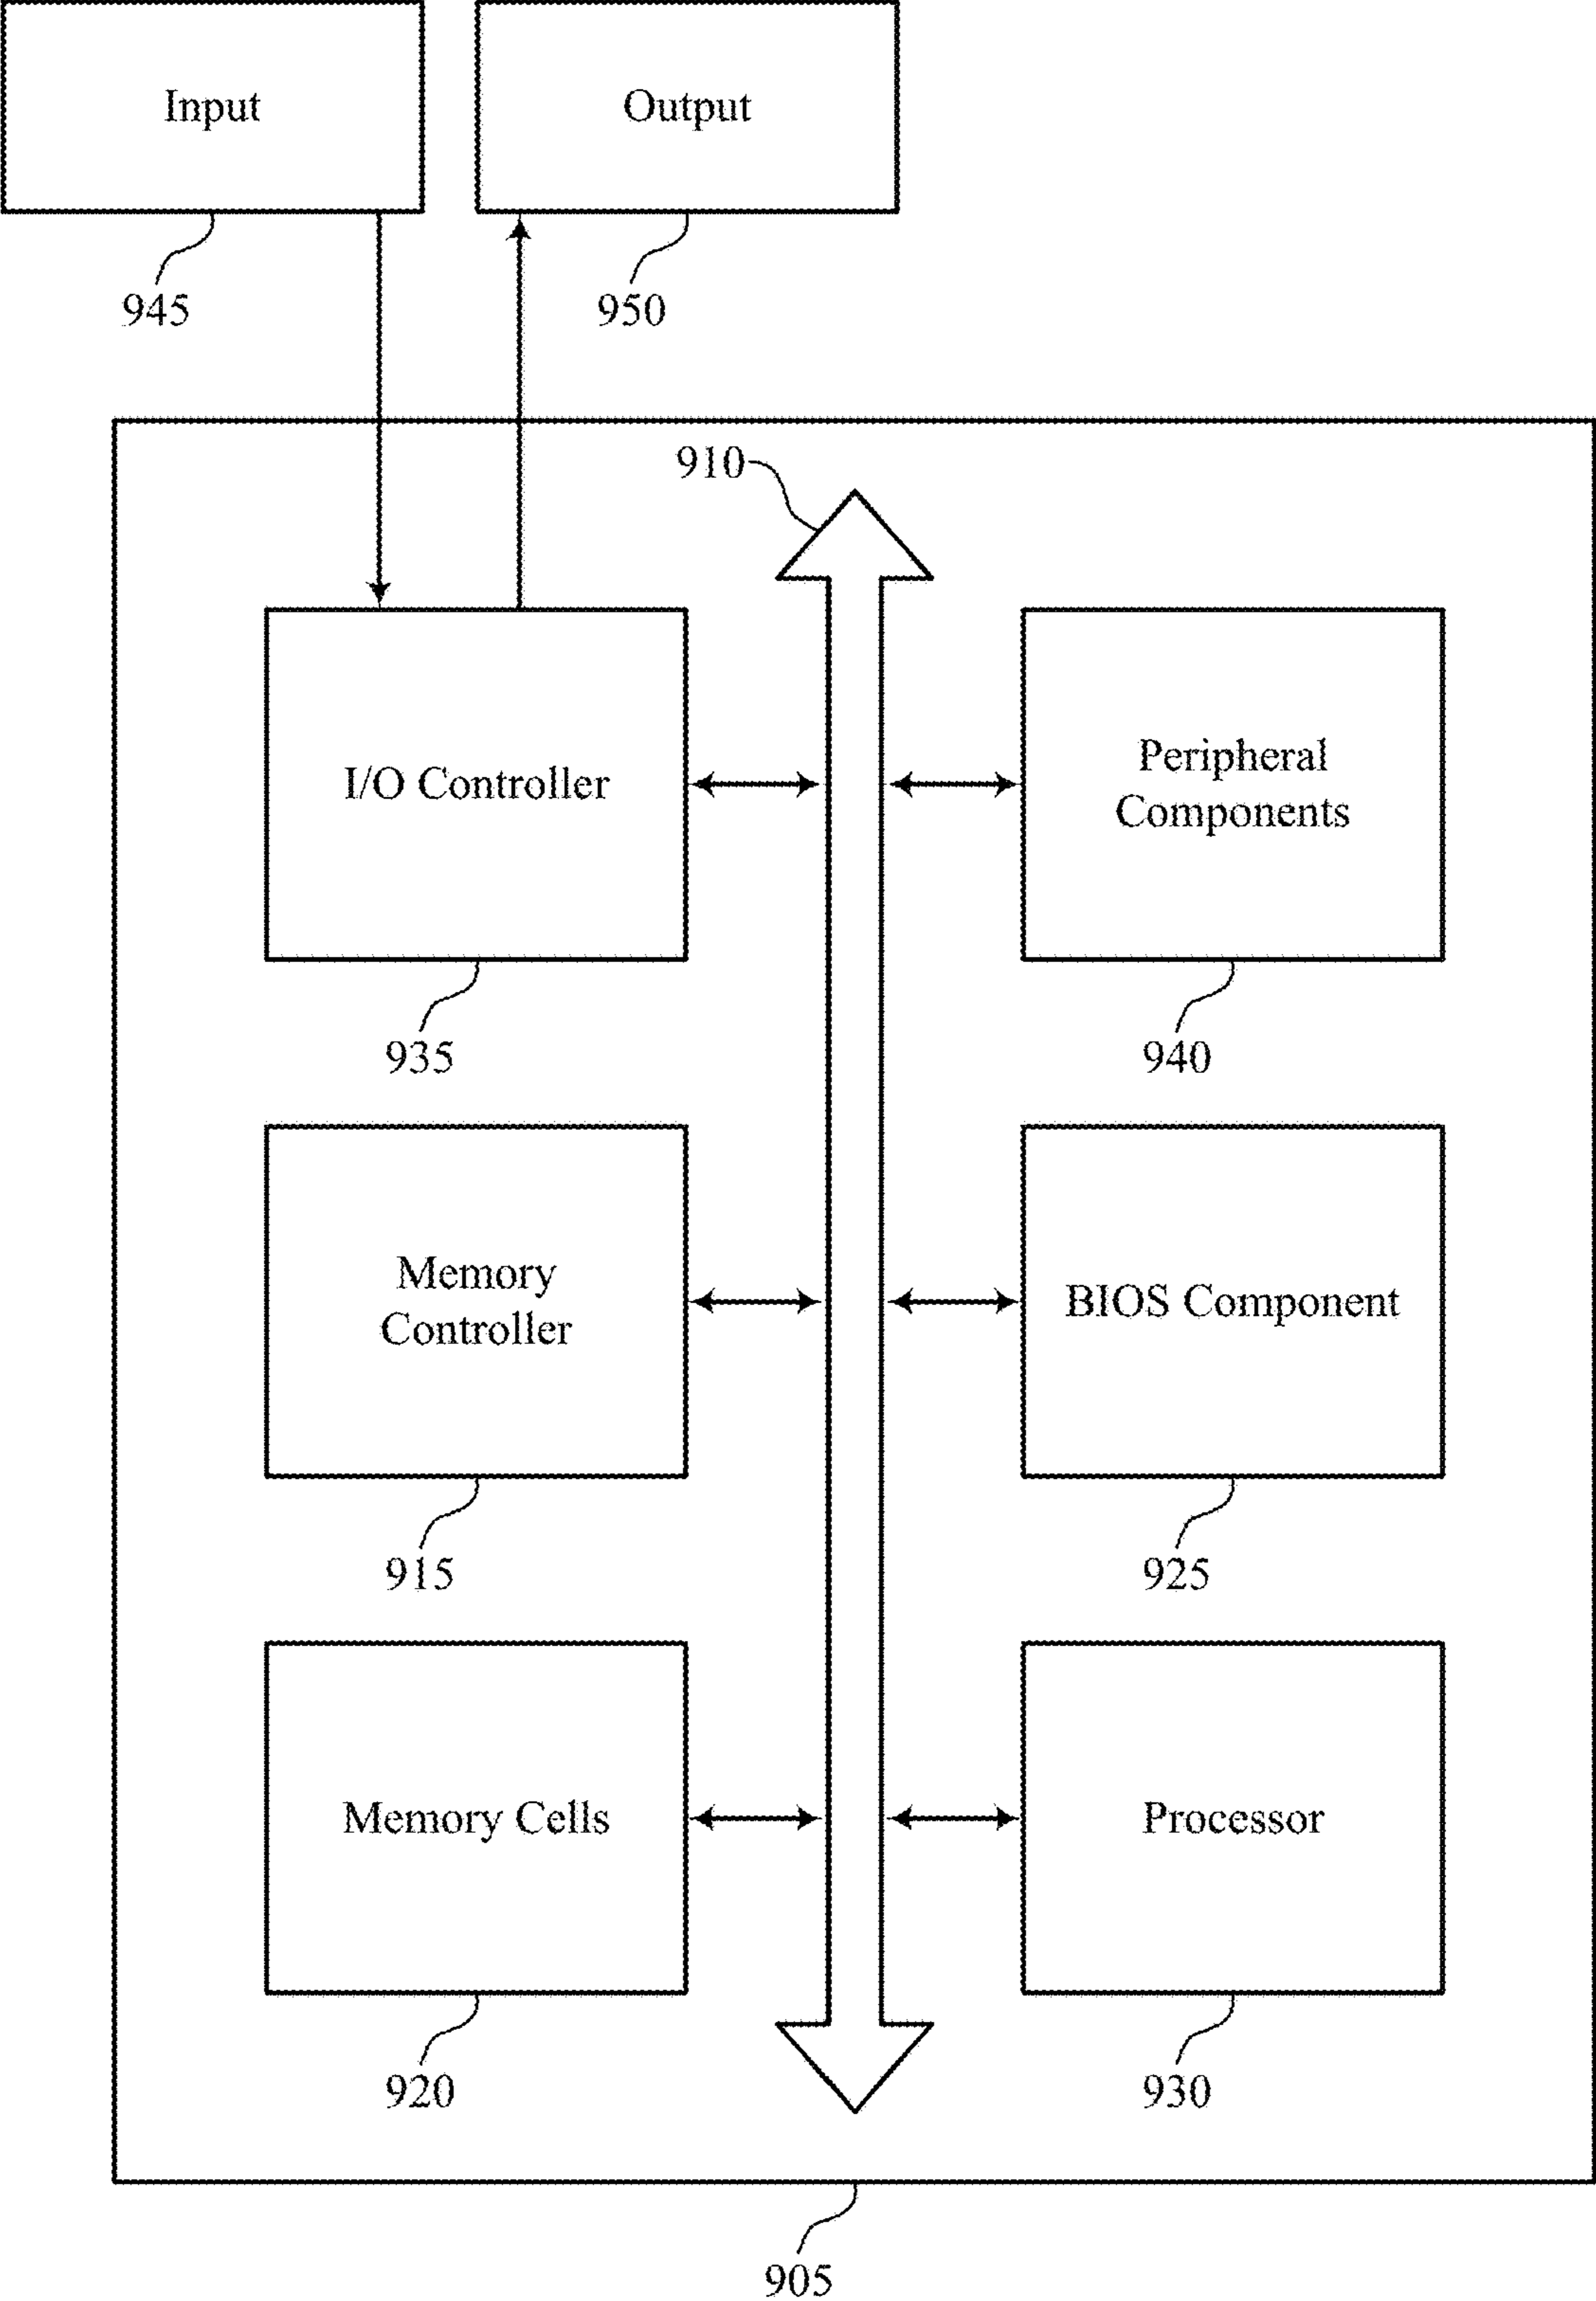 Input
Output
945
950
910
I/O Controller
Peripheral
Components
935
940
Memory
Controller
BIOS Component
915
925
Memory Cells
Processor
920
930
905